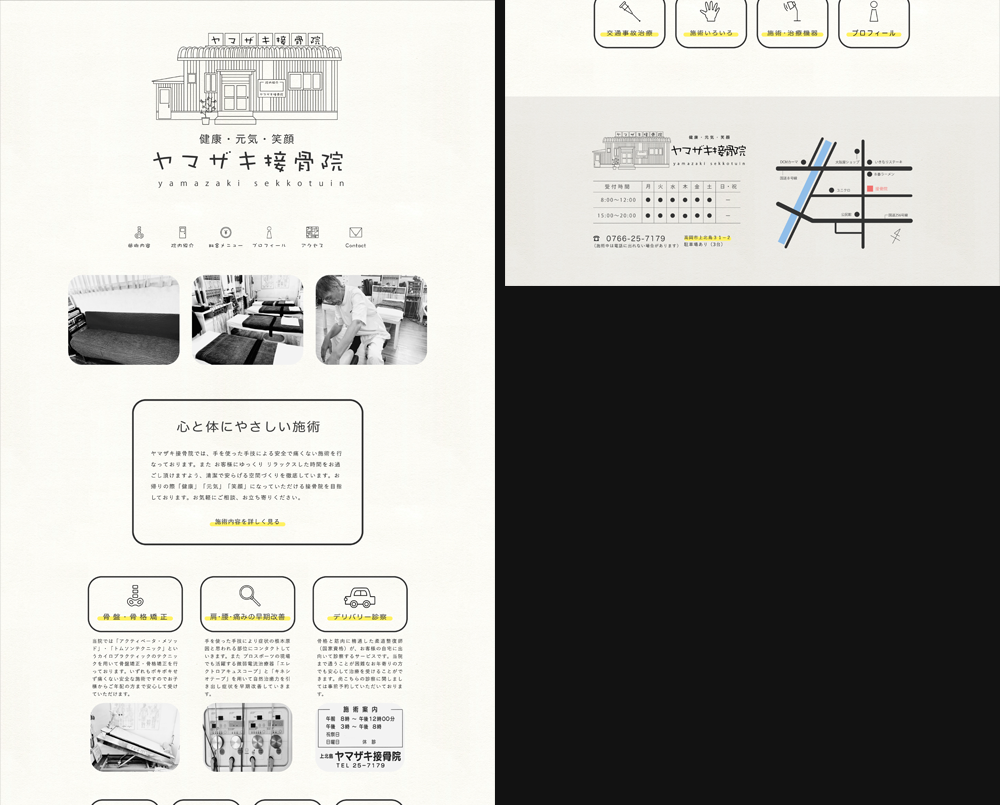 ヤマザキ接骨院
ヤマザキ接骨院
健康・元気・笑顔
ヤマザキ接骨院
yamazaki sekkotuin
施術内容
院内紹介
料金メニュー
プロフィール
アクセス
Contact
心と体にやさしい施術
ヤマザキ接骨院では、手を使った手技による安全で痛くない施術を行
なっております。また お客様にゆっくり リラックスした時間をお過
ごし頂けますよう、清潔で安らげる空間づくりを徹底しています。お
帰りの際「健康」「元気」「笑顔」になっていただける接骨院を目指
しております。お気軽にご相談、お立ち寄りください。
施術内容を詳しく見る
骨盤・骨格矯正
肩・腰・痛みの早期改善
デリバリー診察
当院では「アクティベータ・メソッ
ド」・「トムソンテクニック」とい
うカイロプラクティックのテクニッ
クを用いて骨盤矯正・骨格矯正を行
っております。いずれもボキボキせ
ず痛くない安全な施術ですのでお子
様からご年配の方まで安心して受け
ていただけます。
手を使った手技により症状の根本原
因と思われる部位にコンタクトして
いきます。また プロスポーツの現場
でも活躍する微弱電流治療器「エレ
クトロアキュスコープ」と「キネシ
オテープ」を用いて自然治癒力を引
き出し症状を早期改善していきま
す。
骨格と筋肉に精通した柔道整復師
（国家資格）が、お客様の自宅に出
向いて診察するサービスです。当院
まで通うことが困難なお年寄りの方
でも安心して治療を受けることがで
きます。尚こちらの診察に関しまし
ては事前予約していただいておりま
す。
施術案内
午前 8時 ～ 午後12時00分
午後 3時 ～ 午後 8時
祝祭日
日曜日 休診
上北島 ヤマザキ接骨院
TEL 25-7179
交通事故治療
施術いろいろ
施術・治療機器
プロフィール
健康・元気・笑顔
ヤマザキ接骨院
yamazaki sekkotuin
受付時間 月 火 水 木 金 土 日・祝
8:00～12:00 ● ● ● ● ● ● ー
15:00～20:00 ● ● ● ● ● ● ー
0766-25-7179
（施術中は電話に出れない場合があります）
高岡市上北島31-2
駐車場あり（3台）